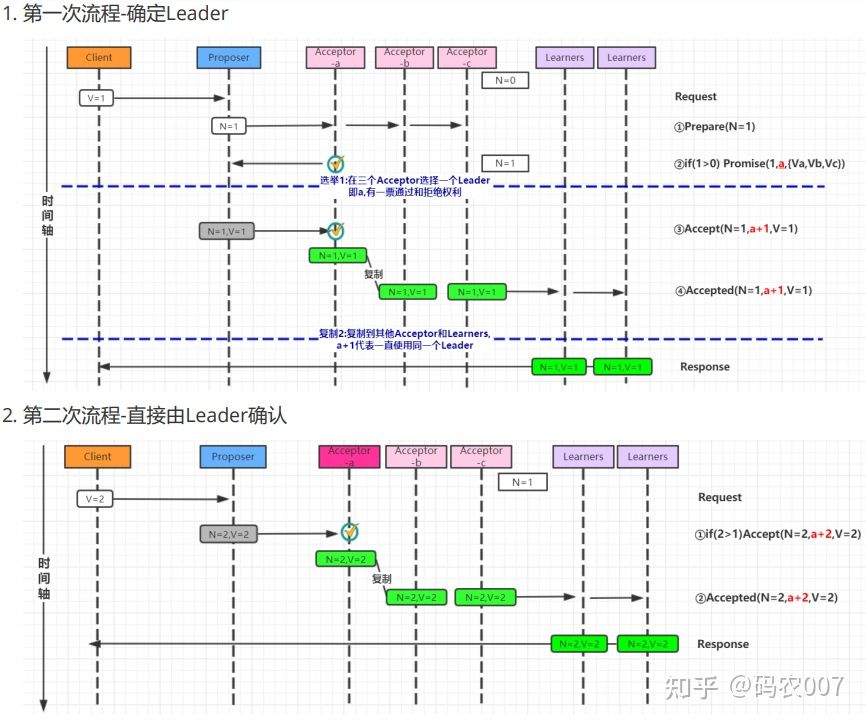 1. 第一次流程-确定Leader
Client
Proposer
Acceptor
-a
Acceptor
-b
Acceptor
-c
Learners
Learners
N=0
V=1
Request
N=1
①Prepare(N=1)
N=1
②if(1>0) Promise(1,a,{Va,Vb,Vc})
选举1:在三个Acceptor选择一个Leader
即a,有一票通过和拒绝权利
时间轴
N=1,V=1
③Accept(N=1,a+1,V=1)
N=1,V=1
复制
N=1,V=1
N=1,V=1
④Accepted(N=1,a+1,V=1)
复制2:复制到其他Acceptor和Learners,
a+1代表一直使用同一个Leader
N=1,V=1
N=1,V=1
Response
2. 第二次流程-直接由Leader确认
Client
Proposer
Acceptor
-a
Acceptor
-b
Acceptor
-c
Learners
Learners
N=1
V=2
Request
N=2,V=2
①if(2>1)Accept(N=2,a+2,V=2)
N=2,V=2
时间轴
复制
N=2,V=2
N=2,V=2
②Accepted(N=2,a+2,V=2)
N=2,V=2
N=2,V=2
Response
知乎 @码农007